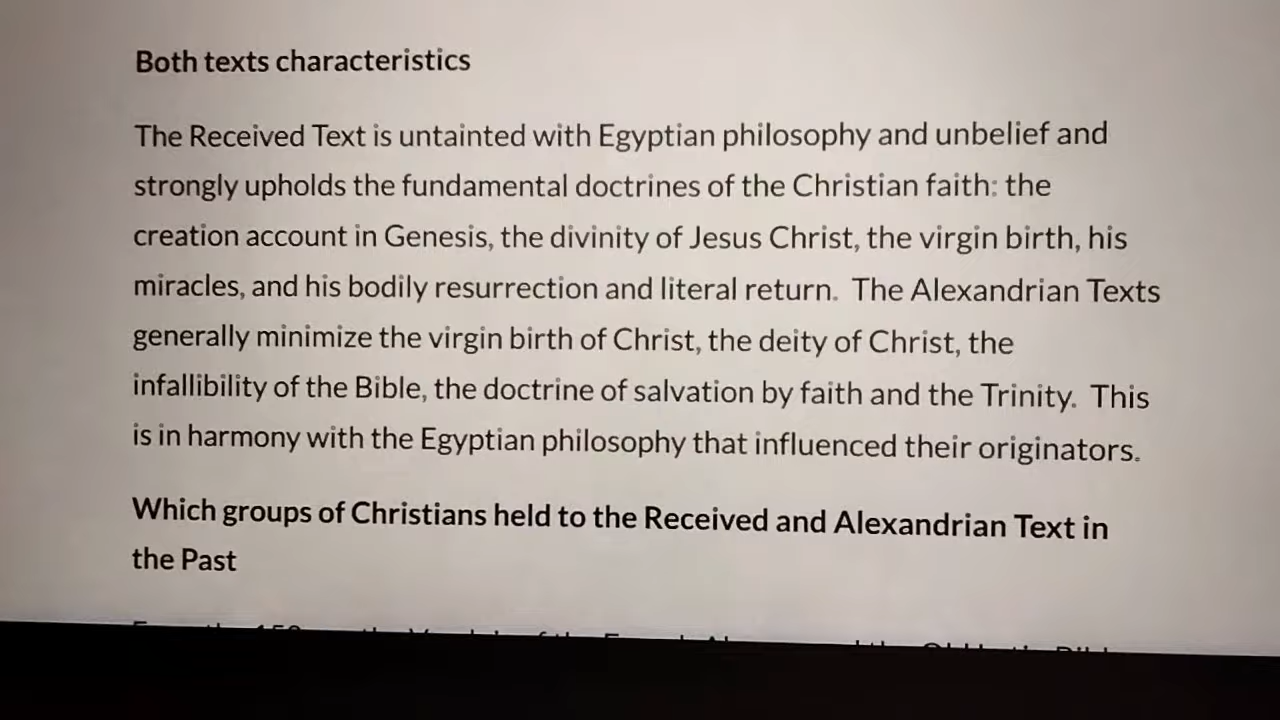 Both texts characteristics
The Received Text is untainted with Egyptian philosophy and unbelief and
strongly upholds the fundamental doctrines of the Christian faith: the
creation account in Genesis, the divinity of Jesus Christ, the virgin birth, his
miracles, and his bodily resurrection and literal return.  The Alexandrian Texts
generally minimize the virgin birth of Christ, the deity of Christ, the
infallibility of the Bible, the doctrine of salvation by faith and the Trinity.  This
is in harmony with the Egyptian philosophy that influenced their originators.
Which groups of Christians held to the Received and Alexandrian Text in
the Past